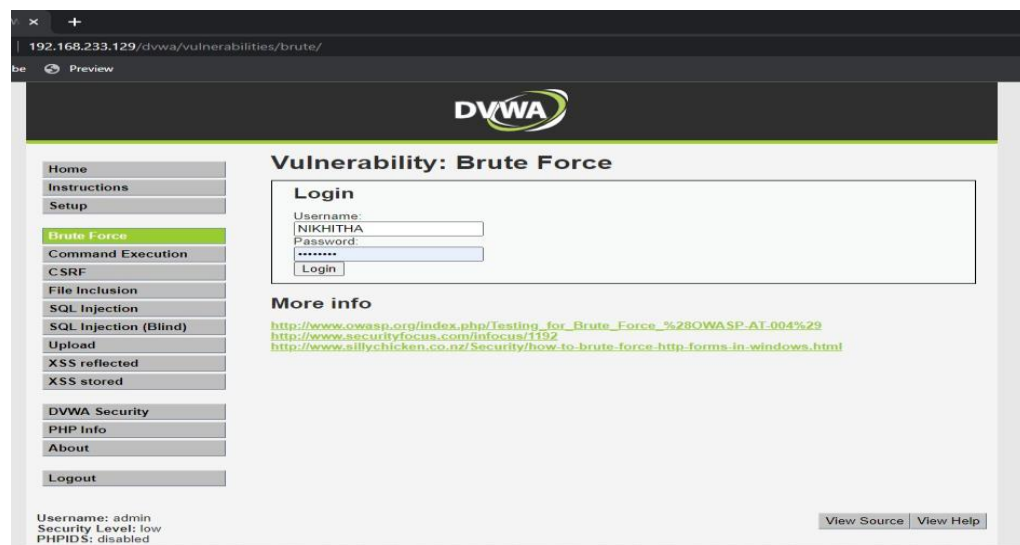 192.168.233.129/dvwa/vulnerabilities/brute/
be Preview
DVWA
Home
Instructions
Setup
Brute Force
Command Execution
CSRF
File Inclusion
SQL Injection
SQL Injection (Blind)
Upload
XSS reflected
XSS stored
DVWA Security
PHP Info
About
Logout
Vulnerability: Brute Force
Login
Username:
NIKHITHA
Password:
••••••••
Login
More info
http://www.owasp.org/index.php/Testing_for_Brute_Force_%28OWASP-AT-004%29
http://www.securityfocus.com/infocus/1192
http://www.sillychicken.co.nz/Security/how-to-brute-force-http-forms-in-windows.html
Username: admin
Security Level: low
PHPIDS: disabled
View Source View Help